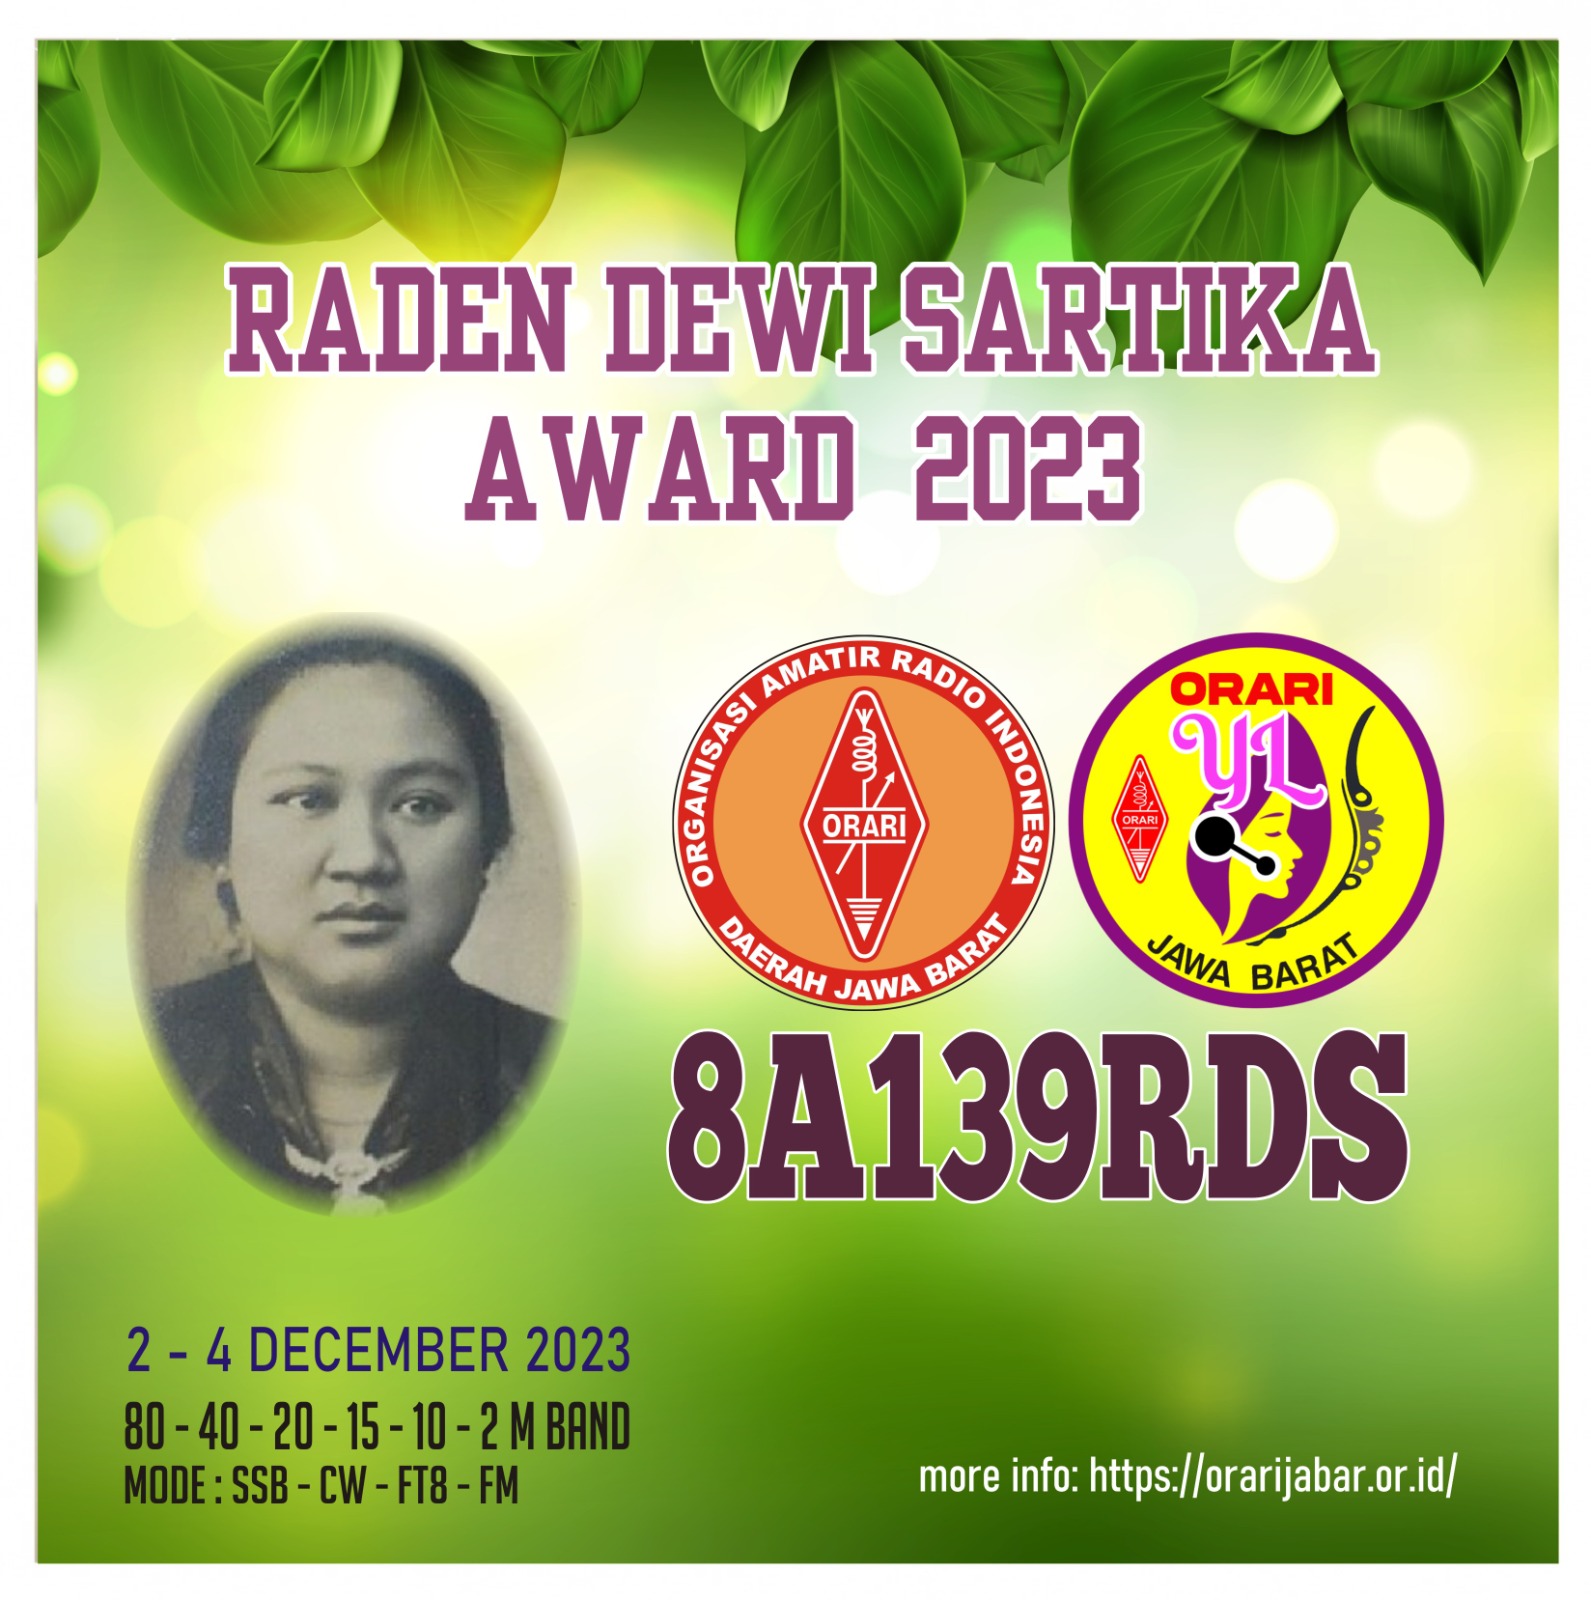 RADEN DEWI SARTIKA
AWARD 2023
ORGANISASI AMATIR RADIO INDONESIA
ORARI
DAERAH JAWA BARAT
ORARI
YL
ORARI
JAWA BARAT
8A139RDS
2 - 4 DECEMBER 2023
80 - 40 - 20 - 15 - 10 - 2 M BAND
MODE : SSB - CW - FT8 - FM
more info: https://orarijabar.or.id/